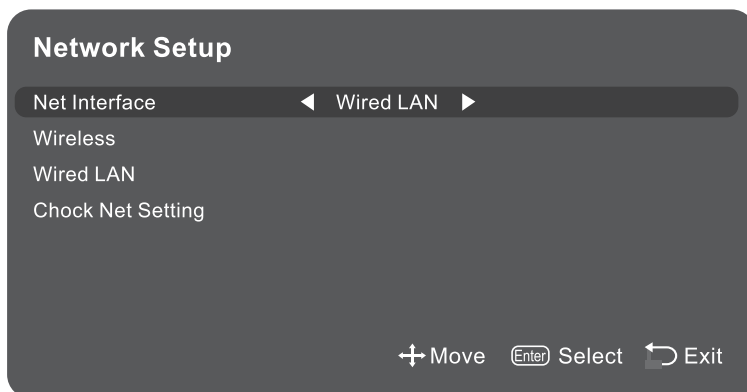 Network Setup
Net Interface Wired LAN
Wireless
Wired LAN
Chock Net Setting
Move Enter Select Exit